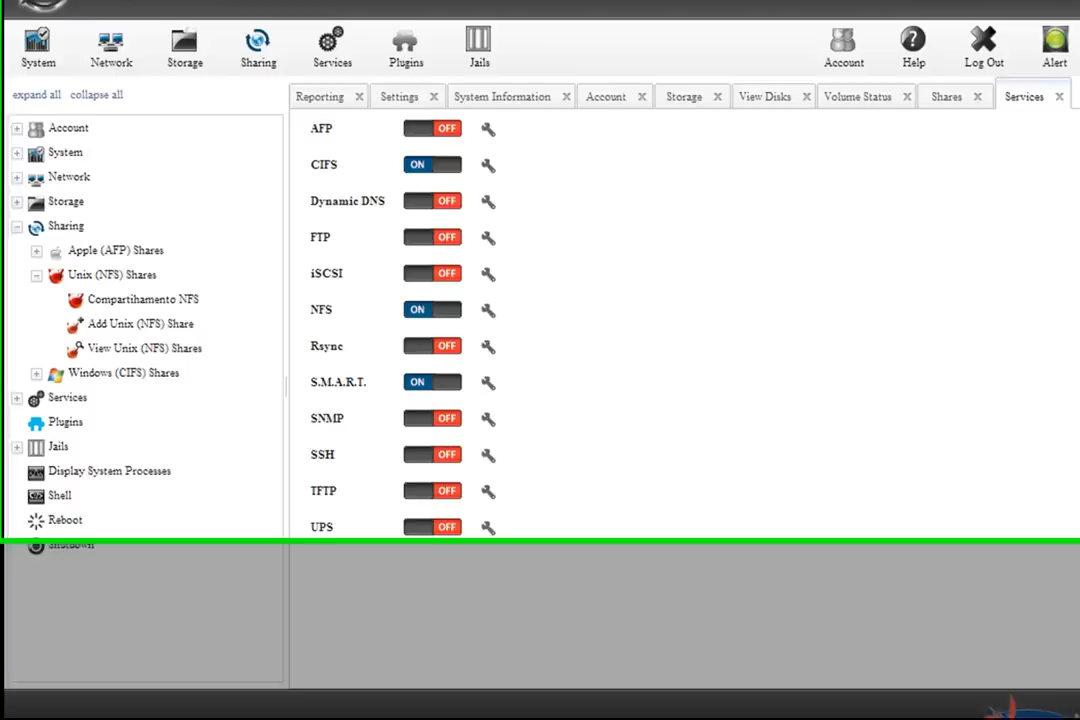 System Network Storage Sharing Services Plugins Jails Account Help Log Out Alert
expand all collapse all
Reporting Settings System Information Account Storage View Disks Volume Status Shares Services
Account
System
Network
Storage
Sharing
Apple (AFP) Shares
Unix (NFS) Shares
Compartihamento NFS
Add Unix (NFS) Share
View Unix (NFS) Shares
Windows (CIFS) Shares
Services
Plugins
Jails
Display System Processes
Shell
Reboot
Shutdown
AFP OFF
CIFS ON
Dynamic DNS OFF
FTP OFF
iSCSI OFF
NFS ON
Rsync OFF
S.M.A.R.T. ON
SNMP OFF
SSH OFF
TFTP OFF
UPS OFF